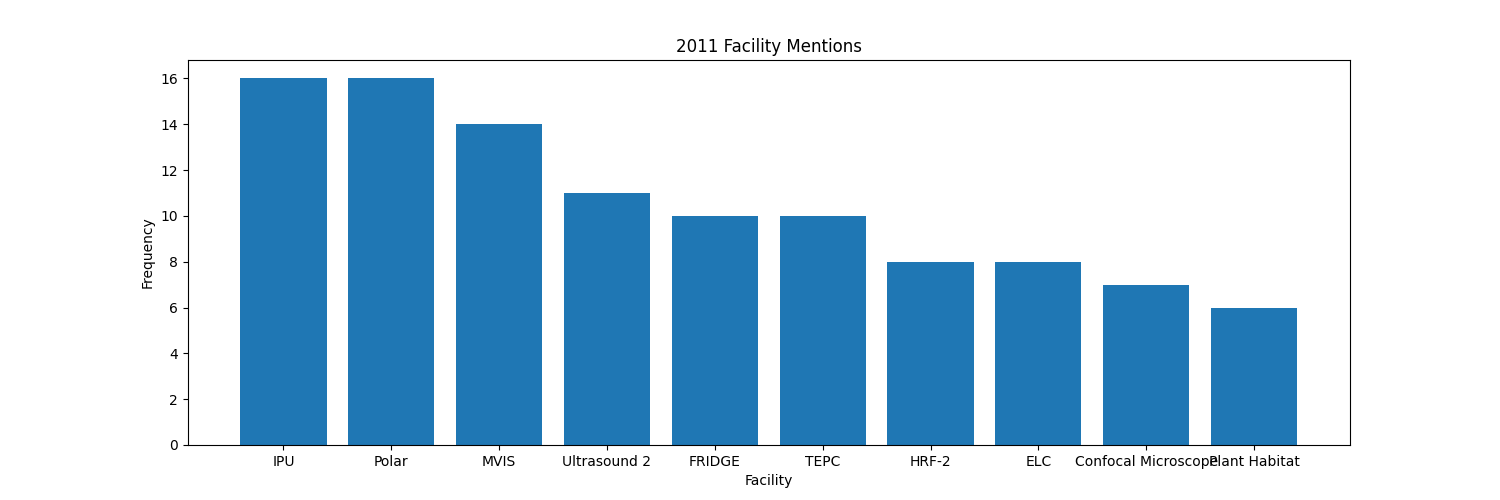 2011 Facility Mentions
16
14
12
10
8
6
4
2
0
Frequency
IPU Polar MVIS Ultrasound 2 FRIDGE TEPC HRF-2 ELC Confocal Microscope Plant Habitat
Facility